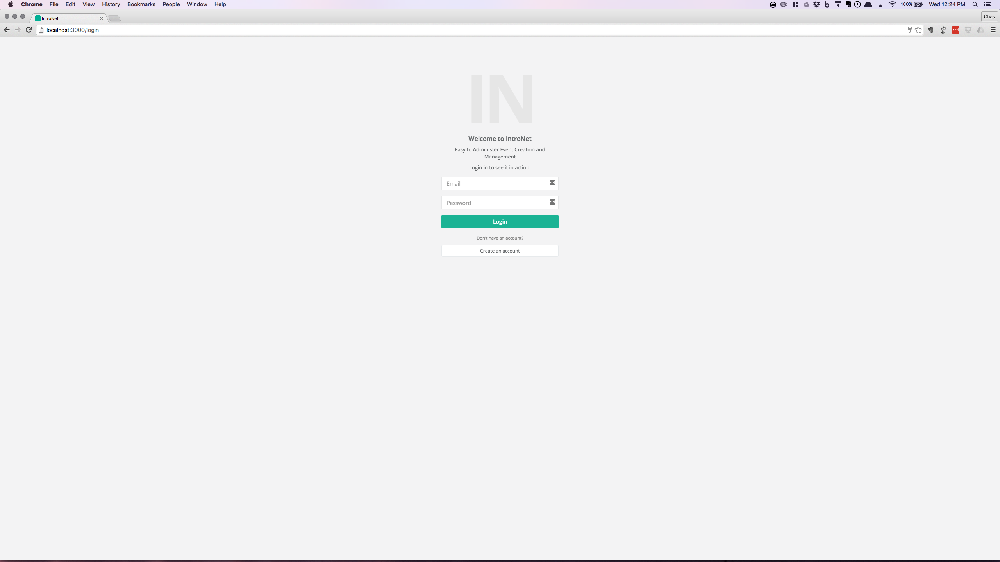 Chrome File Edit View History Bookmarks People Window Help 4 100% Wed 12:24 PM
IntroNet Chas
localhost:3000/login
IN
Welcome to IntroNet
Easy to Administer Event Creation and
Management
Login in to see it in action.
Email
Password
Login
Don't have an account?
Create an account